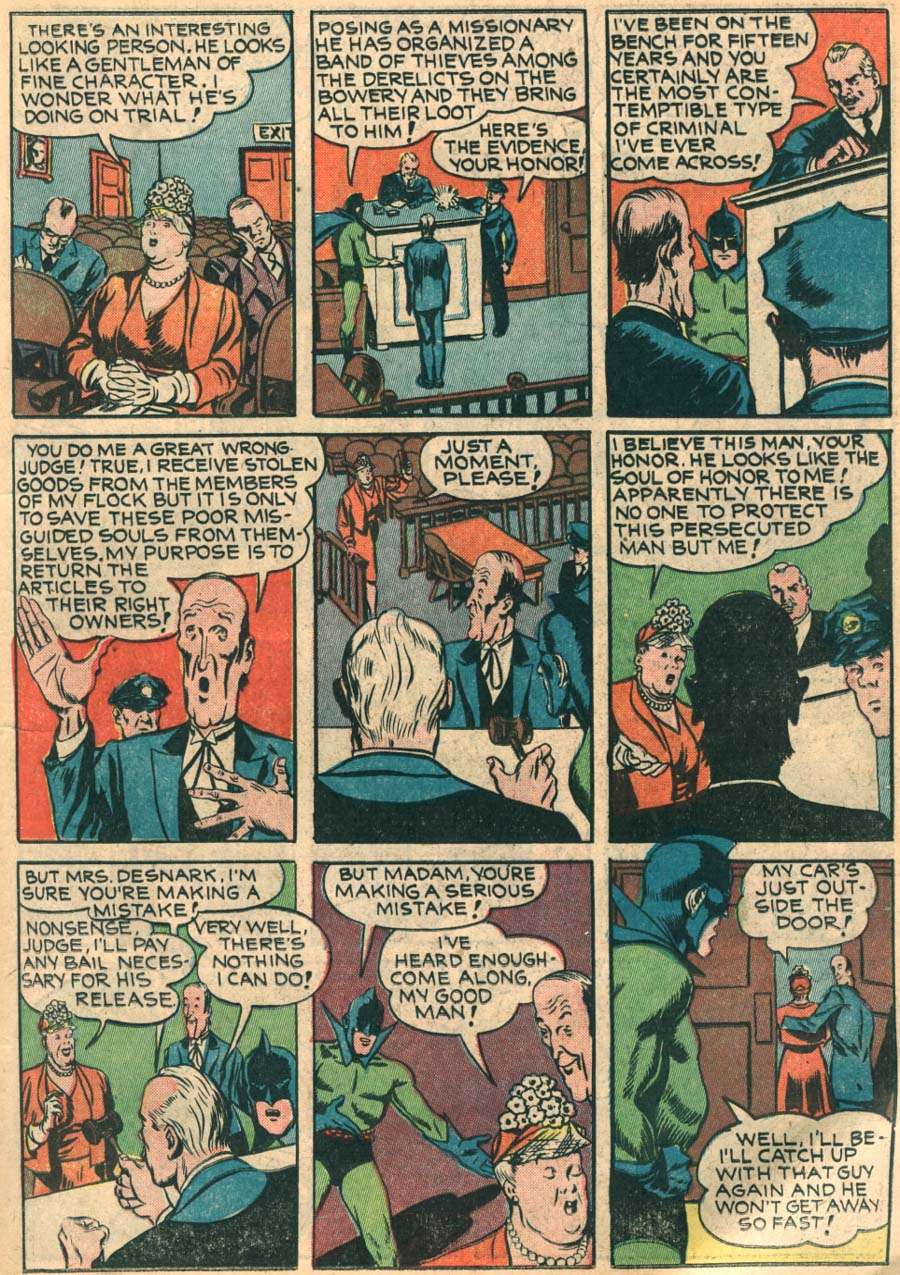 THERE'S AN INTERESTING
LOOKING PERSON. HE LOOKS
LIKE A GENTLEMAN OF
FINE CHARACTER. I
WONDER WHAT HE'S
DOING ON TRIAL!
EXIT
POSING AS A MISSIONARY
HE HAS ORGANIZED A
BAND OF THIEVES AMONG
THE DERELICTS ON THE
BOWERY AND THEY BRING
ALL THEIR LOOT
TO HIM!
HERE'S
THE EVIDENCE,
YOUR HONOR!
I'VE BEEN ON THE
BENCH FOR FIFTEEN
YEARS AND YOU
CERTAINLY ARE
THE MOST CON-
TEMPTIBLE TYPE
OF CRIMINAL
I'VE EVER
COME ACROSS!
YOU DO ME A GREAT WRONG
JUDGE! TRUE, I RECEIVE STOLEN
GOODS FROM THE MEMBERS
OF MY FLOCK BUT IT IS ONLY
TO SAVE THESE POOR MIS-
GUIDED SOULS FROM THEM-
SELVES. MY PURPOSE IS TO
RETURN THE
ARTICLES TO
THEIR RIGHT
OWNERS!
JUST A
MOMENT,
PLEASE!
I BELIEVE THIS MAN, YOUR
HONOR. HE LOOKS LIKE THE
SOUL OF HONOR TO ME!
APPARENTLY THERE IS
NO ONE TO PROTECT
THIS PERSECUTED
MAN BUT ME!
BUT MRS. DESNARK, I'M
SURE YOU'RE MAKING A
MISTAKE!
NONSENSE,
JUDGE, I'LL PAY
ANY BAIL NECES-
SARY FOR HIS
RELEASE
VERY WELL,
THERE'S
NOTHING
I CAN DO!
BUT MADAM, YOU'RE
MAKING A SERIOUS
MISTAKE!
I'VE
HEARD ENOUGH-
COME ALONG,
MY GOOD
MAN!
MY CAR'S
JUST OUT-
SIDE THE
DOOR!
WELL, I'LL BE-
I'LL CATCH UP
WITH THAT GUY
AGAIN AND HE
WON'T GET AWAY
SO FAST!